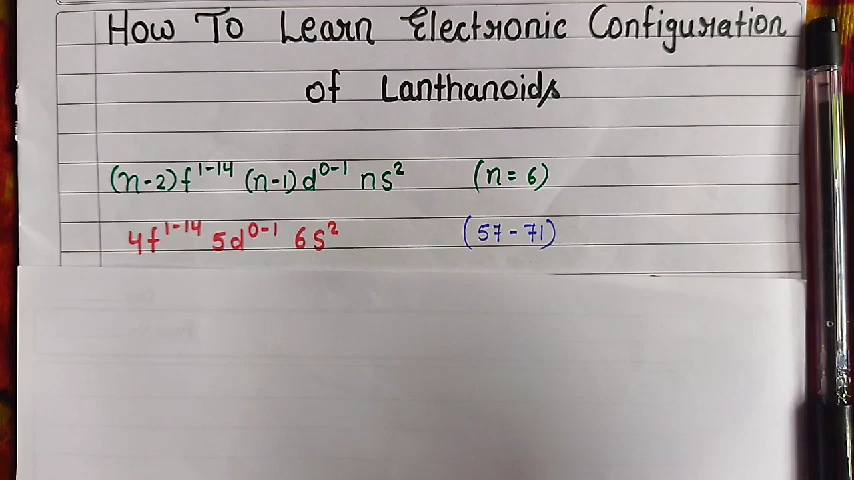 How To Learn Electronic Configuration
of Lanthanoids
(n-2)f¹⁻¹⁴ (n-1)d⁰⁻¹ ns² (n = 6)
4f¹⁻¹⁴ 5d⁰⁻¹ 6s² (57 - 71)